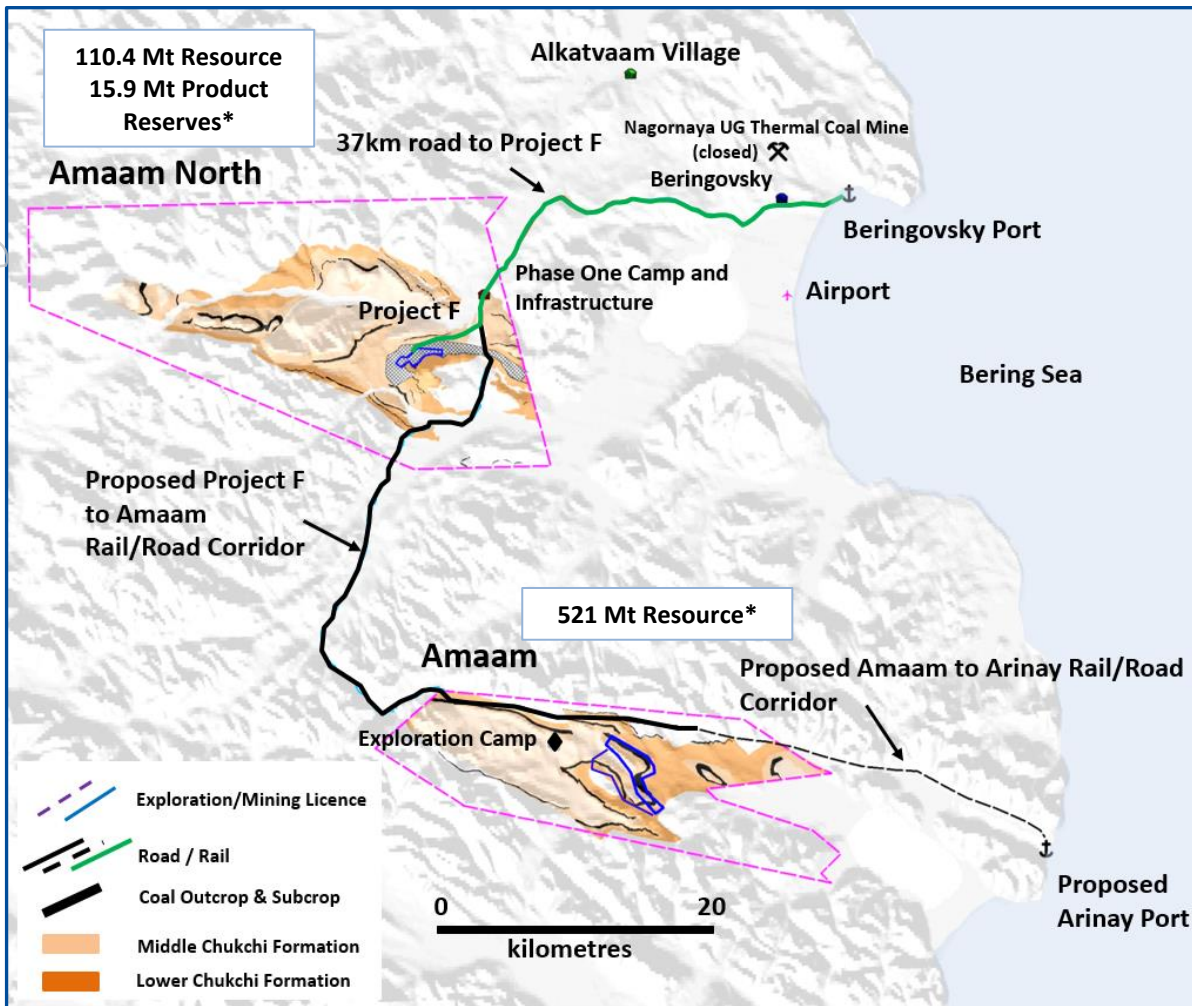 110.4 Mt Resource
15.9 Mt Product
Reserves*
Alkatvaam Village
Nagornaya UG Thermal Coal Mine
(closed)
37km road to Project F
Beringovsky
Amaam North
Beringovsky Port
Phase One Camp and
Infrastructure
Airport
Project F
Bering Sea
Proposed Project F
to Amaam
Rail/Road Corridor
521 Mt Resource*
Amaam
Proposed Amaam to Arinay Rail/Road
Corridor
Exploration Camp
Exploration/Mining Licence
Road / Rail
Coal Outcrop & Subcrop
Middle Chukchi Formation
Lower Chukchi Formation
0 20
kilometres
Proposed
Arinay Port